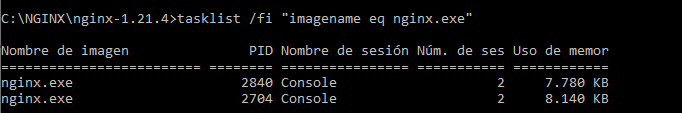 C:\NGINX\nginx-1.21.4>tasklist /fi "imagename eq nginx.exe"
Nombre de imagen               PID Nombre de sesión Núm. de ses Uso de memor
========================= ======== ================ =========== ============
nginx.exe                     2840 Console                    2     7.780 KB
nginx.exe                     2704 Console                    2     8.140 KB